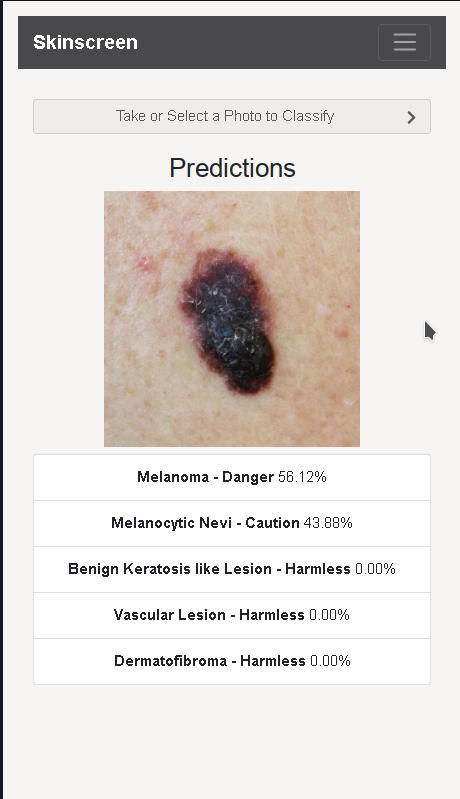 Skinscreen
Take or Select a Photo to Classify
Predictions
Melanoma - Danger 56.12%
Melanocytic Nevi - Caution 43.88%
Benign Keratosis like Lesion - Harmless 0.00%
Vascular Lesion - Harmless 0.00%
Dermatofibroma - Harmless 0.00%